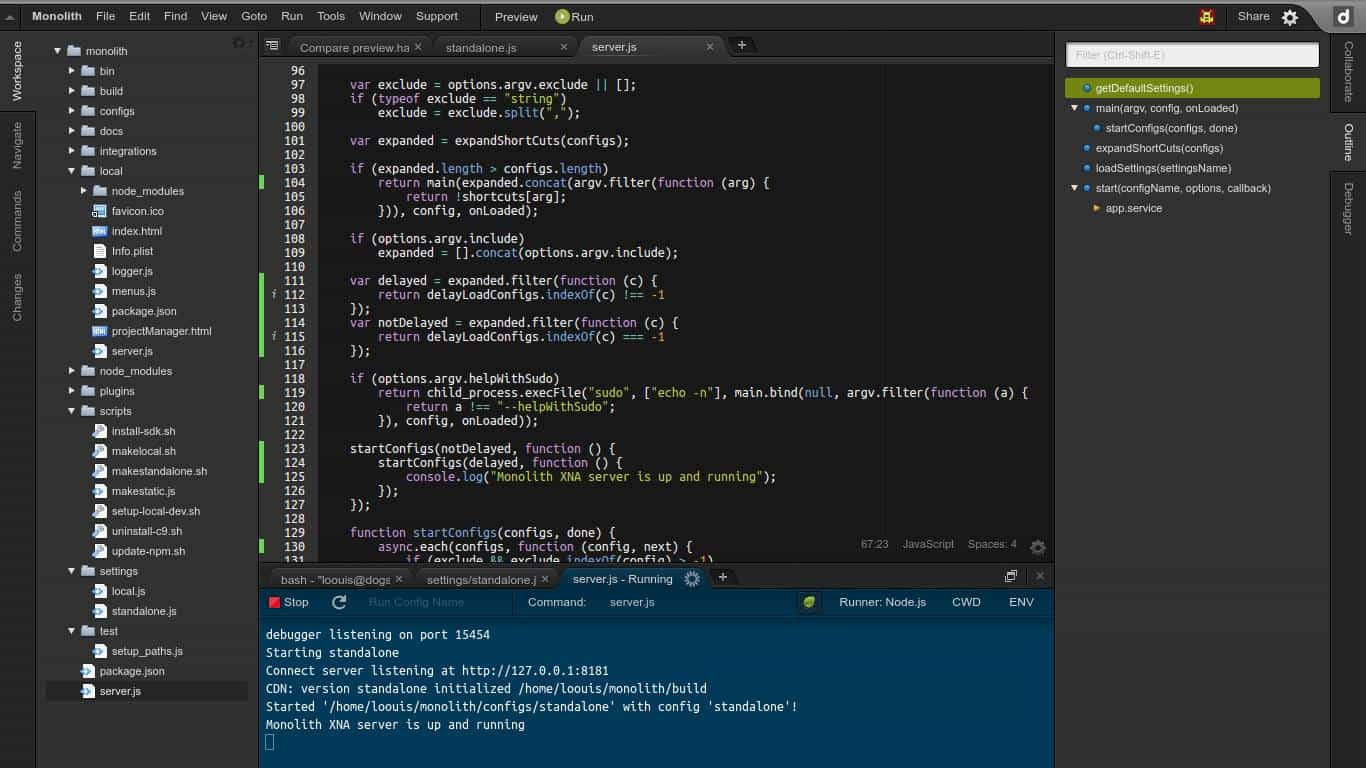 Monolith File Edit Find View Goto Run Tools Window Support Preview Run Share
Workspace
Navigate
Commands
Changes
monolith
bin
build
configs
docs
integrations
local
node_modules
favicon.ico
index.html
Info.plist
logger.js
menus.js
package.json
projectManager.html
server.js
node_modules
plugins
scripts
install-sdk.sh
makelocal.sh
makestandalone.sh
makestatic.js
setup-local-dev.sh
uninstall-c9.sh
update-npm.sh
settings
local.js
standalone.js
test
setup_paths.js
package.json
server.js
Compare preview.ha × standalone.js × server.js × +
96
97 var exclude = options.argv.exclude || [];
98 if (typeof exclude == "string")
99 exclude = exclude.split(",");
100
101 var expanded = expandShortCuts(configs);
102
103 if (expanded.length > configs.length)
104 return main(expanded.concat(argv.filter(function (arg) {
105 return !shortcuts[arg];
106 })), config, onLoaded);
107
108 if (options.argv.include)
109 expanded = [].concat(options.argv.include);
110
111 var delayed = expanded.filter(function (c) {
i 112 return delayLoadConfigs.indexOf(c) !== -1
113 });
114 var notDelayed = expanded.filter(function (c) {
i 115 return delayLoadConfigs.indexOf(c) === -1
116 });
117
118 if (options.argv.helpWithSudo)
119 return child_process.execFile("sudo", ["echo -n"], main.bind(null, argv.filter(function (a) {
120 return a !== "--helpWithSudo";
121 }), config, onLoaded));
122
123 startConfigs(notDelayed, function () {
124 startConfigs(delayed, function () {
125 console.log("Monolith XNA server is up and running");
126 });
127 });
128
129 function startConfigs(configs, done) {
130 async.each(configs, function (config, next) {
131 if (exclude && exclude.indexOf(config) > -1)
67:23 JavaScript Spaces: 4
bash - "loouis@dogs × settings/standalone.j × server.js - Running +
Stop Run Config Name Command: server.js Runner: Node.js CWD ENV
debugger listening on port 15454
Starting standalone
Connect server listening at http://127.0.0.1:8181
CDN: version standalone initialized /home/loouis/monolith/build
Started '/home/loouis/monolith/configs/standalone' with config 'standalone'!
Monolith XNA server is up and running
Filter (Ctrl-Shift-E)
getDefaultSettings()
main(argv, config, onLoaded)
startConfigs(configs, done)
expandShortCuts(configs)
loadSettings(settingsName)
start(configName, options, callback)
app.service
Collaborate
Outline
Debugger